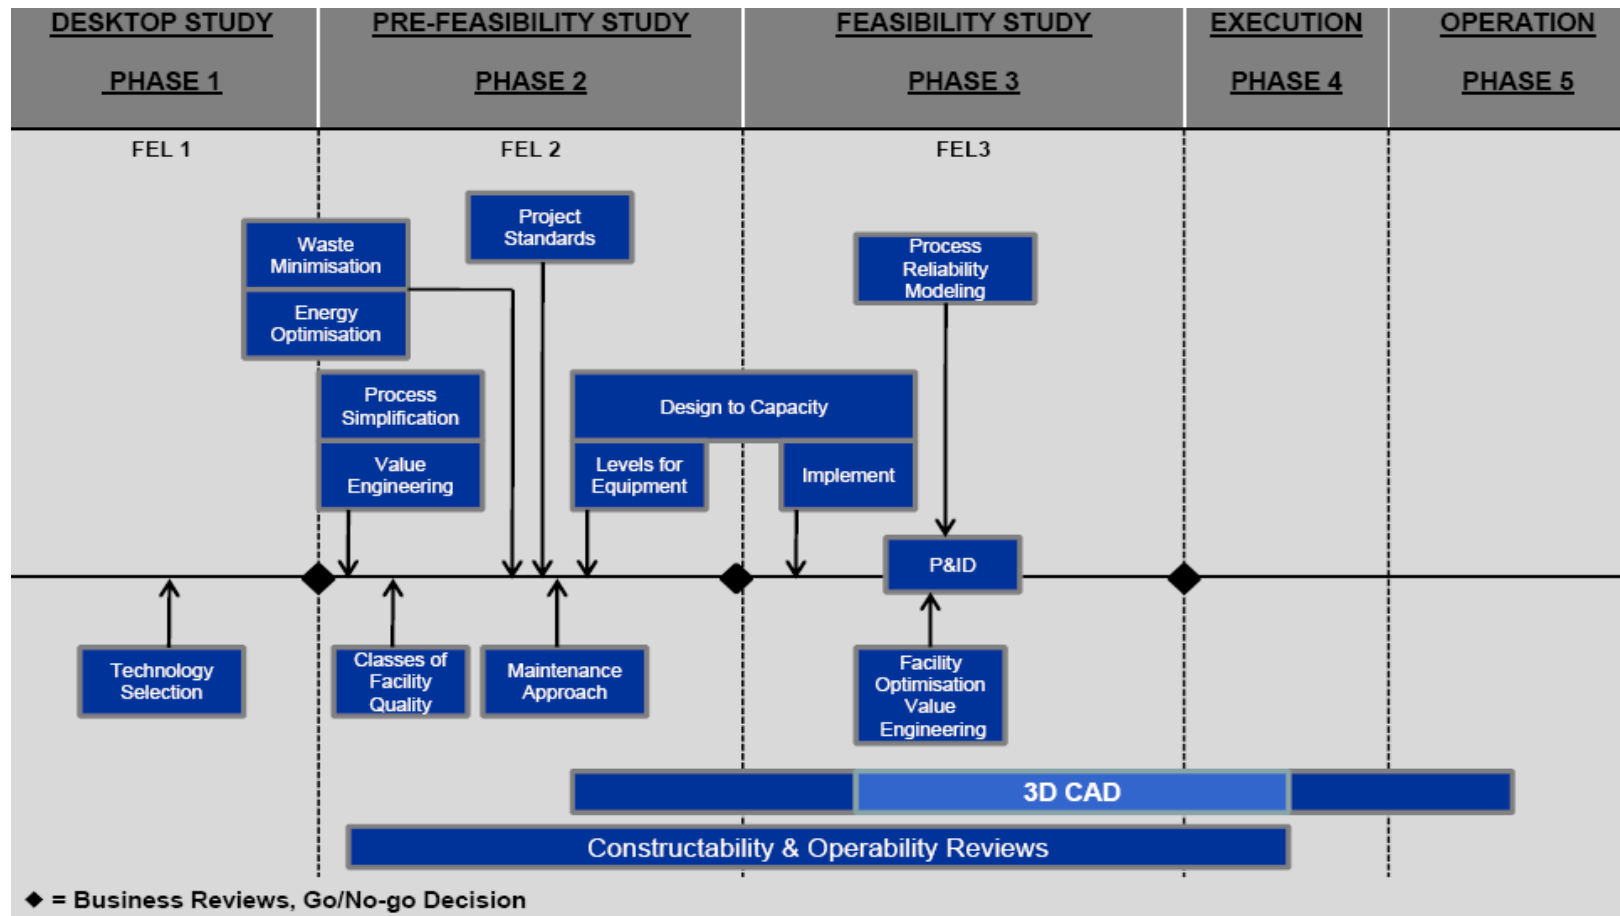 DESKTOP STUDY
PHASE 1
PRE-FEASIBILITY STUDY
PHASE 2
FEASIBILITY STUDY
PHASE 3
EXECUTION
PHASE 4
OPERATION
PHASE 5
FEL 1
FEL 2
FEL3
Waste
Minimisation
Energy
Optimisation
Project
Standards
Process
Reliability
Modeling
Process
Simplification
Value
Engineering
Design to Capacity
Levels for
Equipment
Implement
P&ID
Technology
Selection
Classes of
Facility
Quality
Maintenance
Approach
Facility
Optimisation
Value
Engineering
3D CAD
Constructability & Operability Reviews
◆ = Business Reviews, Go/No-go Decision